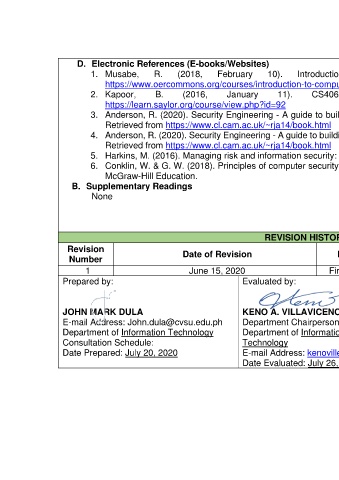 D. Electronic References (E-books/Websites)
1. Musabe, R. (2018, February 10).
https://www.oercommons.org/courses/introduction-to-compu
2. Kapoor, B. (2016, January 11). CS406
https://learn.saylor.org/course/view.php?id=92
3. Anderson, R. (2020). Security Engineering - A guide to buil
Retrieved from https://www.cl.cam.ac.uk/~rja14/book.html
4. Anderson, R. (2020). Security Engineering - A guide to buildi
Retrieved from https://www.cl.cam.ac.uk/~rja14/book.html
5. Harkins, M. (2016). Managing risk and information security:
6. Conklin, W. & G. W. (2018). Principles of computer security
McGraw-Hill Education.
B. Supplementary Readings
None
REVISION HISTOR
Revision Number Date of Revision
1 June 15, 2020 Fir
Prepared by: Evaluated by:
JOHN MARK DULA KENO A. VILLAVICENC
E-mail Address: John.dula@cvsu.edu.ph Department Chairperson
Department of Information Technology Department of Informatio
Consultation Schedule: Technology
Date Prepared: July 20, 2020 E-mail Address: kenoville
Date Evaluated: July 26,